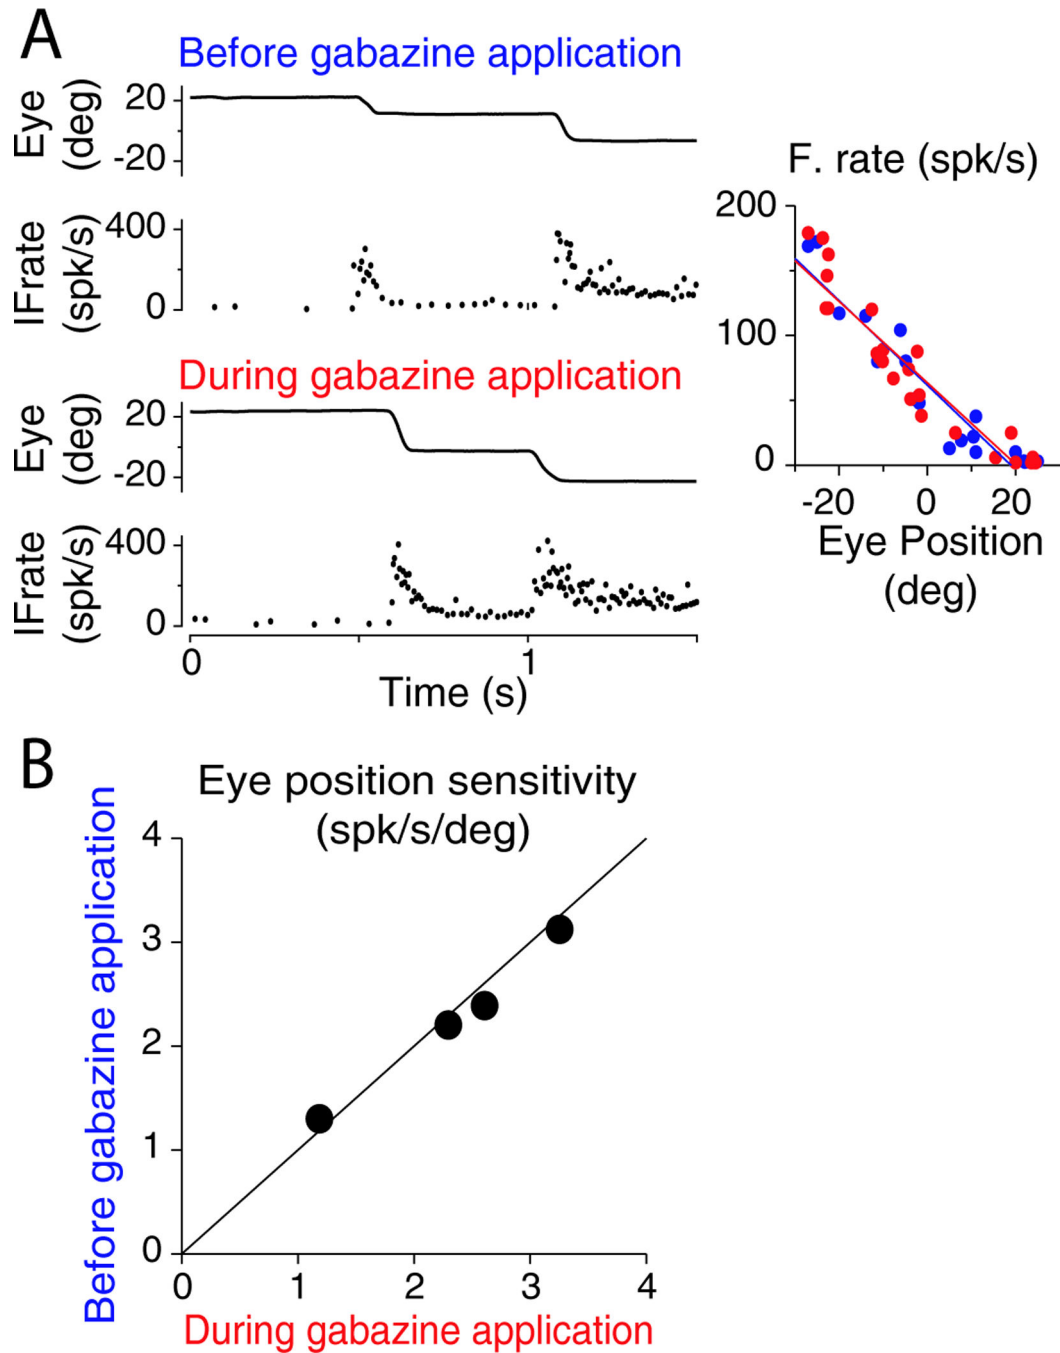 A
Before gabazine application
Eye
(deg)
20
-20
IFrate
(spk/s)
400
0
During gabazine application
Eye
(deg)
20
-20
IFrate
(spk/s)
400
0
0 1
Time (s)
F. rate (spk/s)
200
100
0
-20 0 20
Eye Position
(deg)
B
Eye position sensitivity
(spk/s/deg)
Before gabazine application
4
3
2
1
0
0 1 2 3 4
During gabazine application